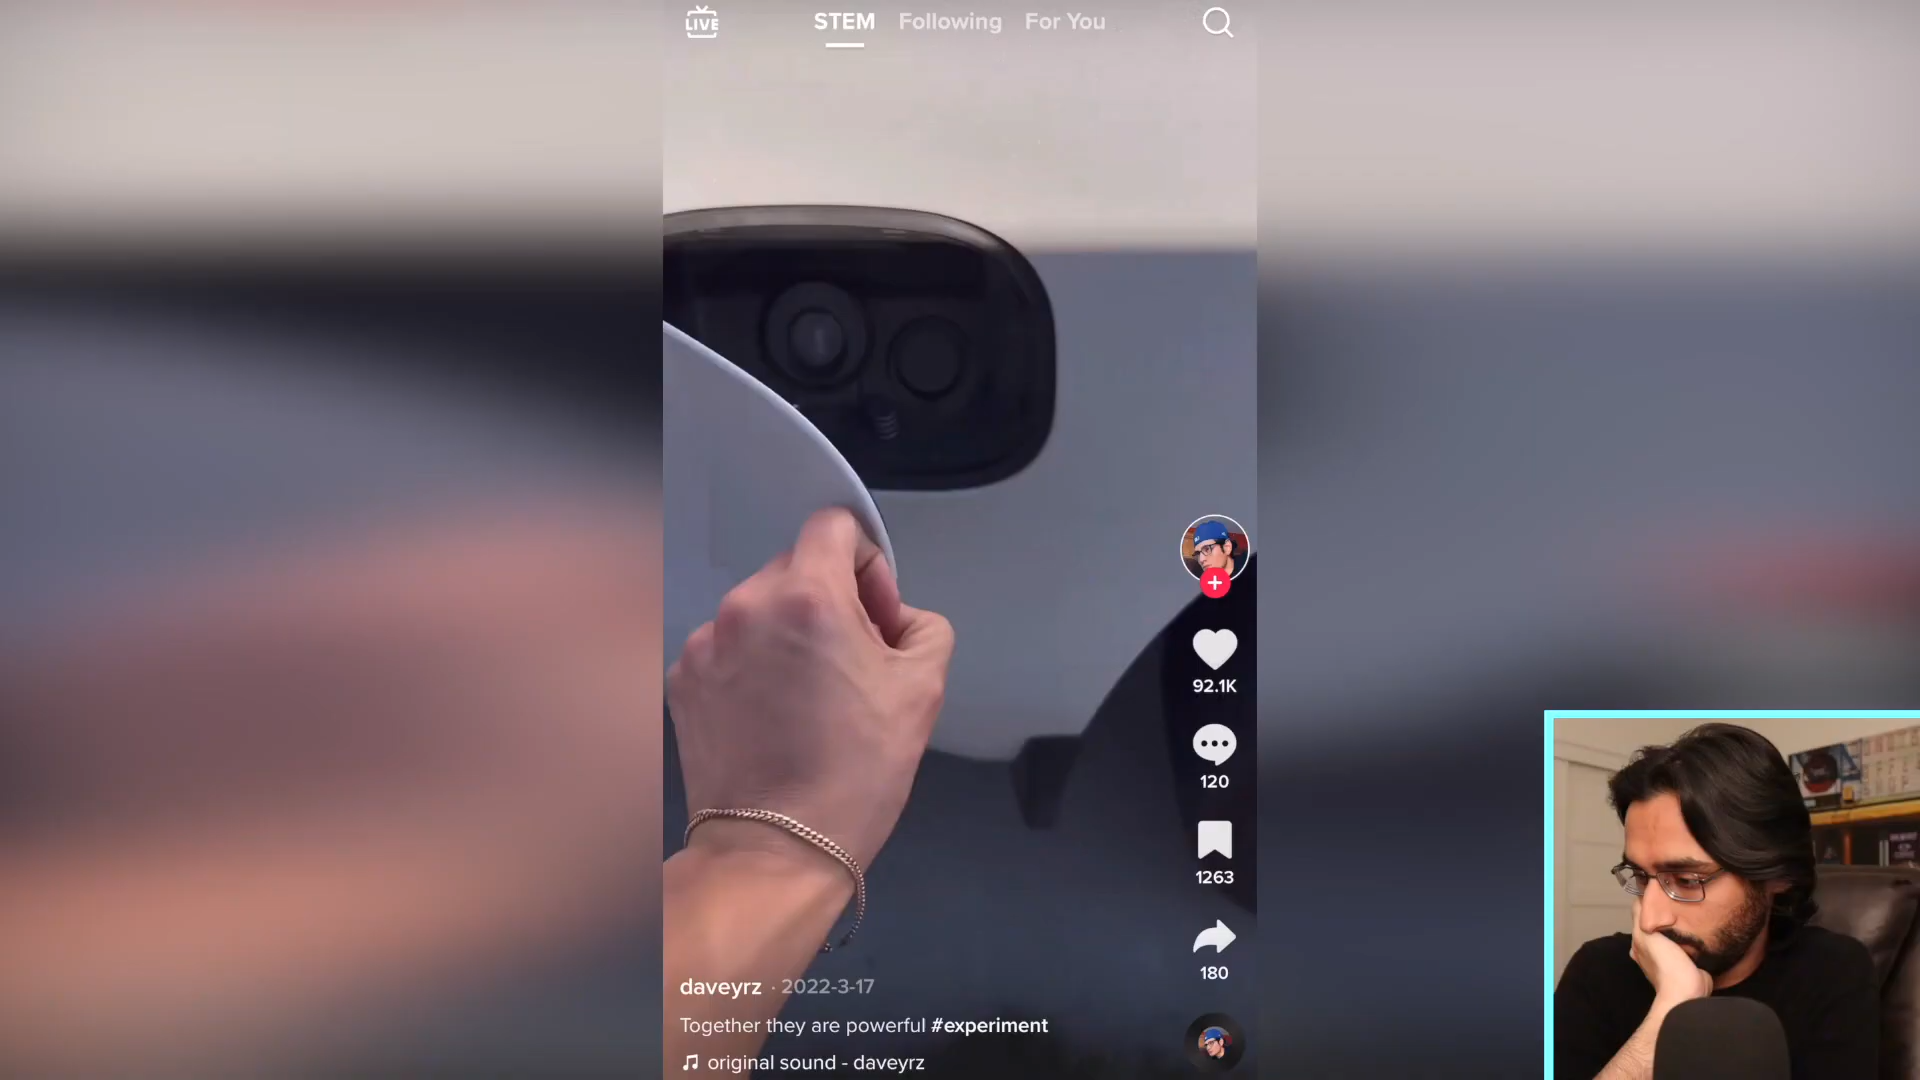 LIVE
STEM
Following
For You
92.1K
120
1263
180
daveyrz · 2022-3-17
Together they are powerful #experiment
original sound - daveyrz